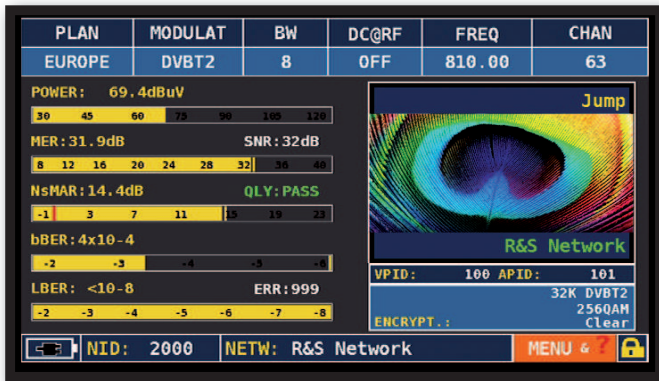 PLAN MODULAT BW DC@RF FREQ CHAN
EUROPE DVBT2 8 OFF 810.00 63
POWER: 69.4dBuV
30 45 60 75 90 105 120
MER:31.9dB SNR:32dB
8 12 16 20 24 28 32 36 40
NsMAR:14.4dB QLY:PASS
-1 3 7 11 15 19 23
bBER:4x10-4
-2 -3 -4 -5 -6
LBER: <10-8 ERR:999
-2 -3 -4 -5 -6 -7 -8
Jump
R&S Network
VPID: 100 APID: 101
32K DVBT2
256QAM
ENCRYPT.: Clear
NID: 2000 NETW: R&S Network MENU & ?